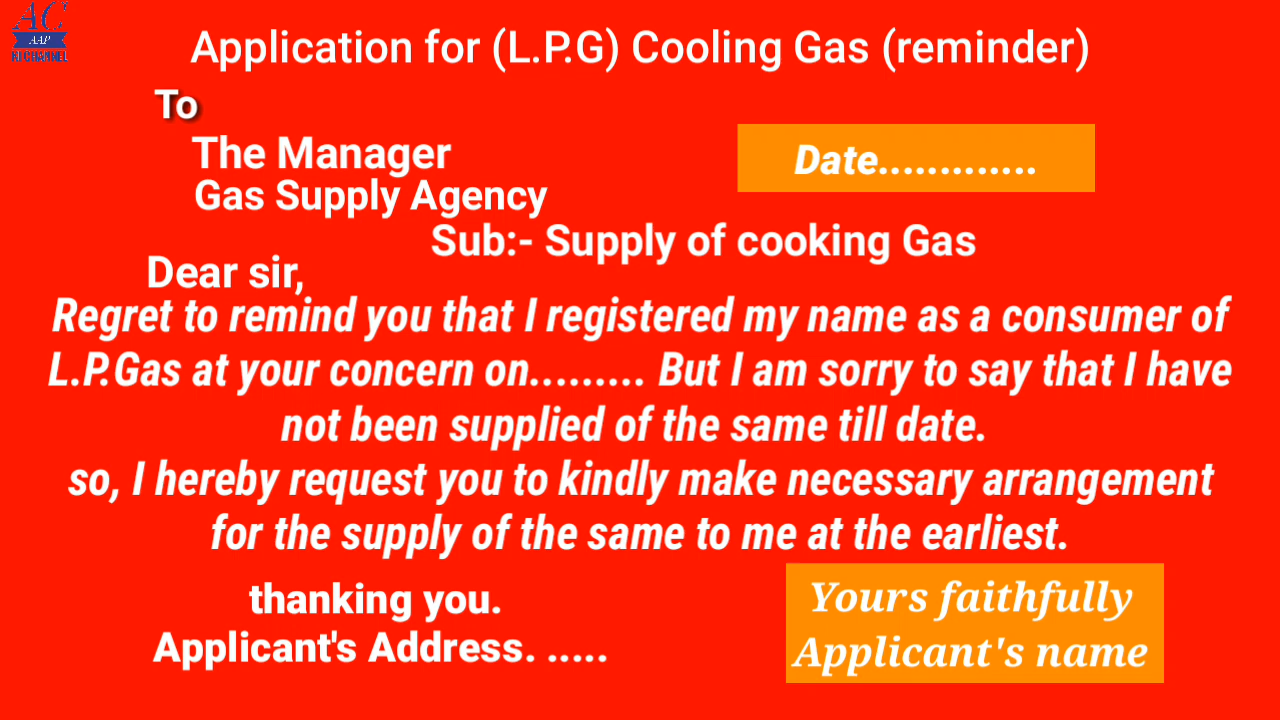 AC
AAP
Application for (L.P.G) Cooling Gas (reminder)
To
The Manager
Date.............
Gas Supply Agency
Sub:- Supply of cooking Gas
Dear sir,
Regret to remind you that I registered my name as a consumer of
L.P.Gas at your concern on......... But I am sorry to say that I have
not been supplied of the same till date.
so, I hereby request you to kindly make necessary arrangement
for the supply of the same to me at the earliest.
thanking you.
Applicant's Address. .....
Yours faithfully
Applicant's name